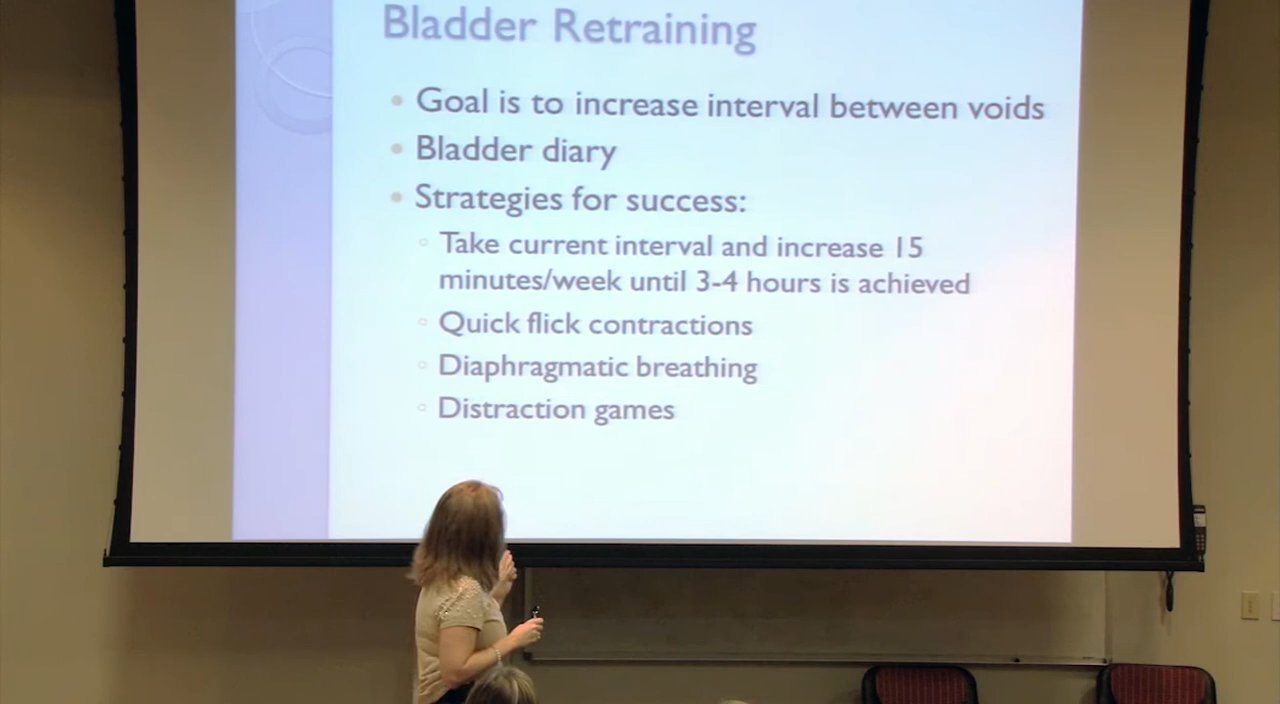 Bladder Retraining
Goal is to increase interval between voids
Bladder diary
Strategies for success:
Take current interval and increase 15
minutes/week until 3-4 hours is achieved
Quick flick contractions
Diaphragmatic breathing
Distraction games